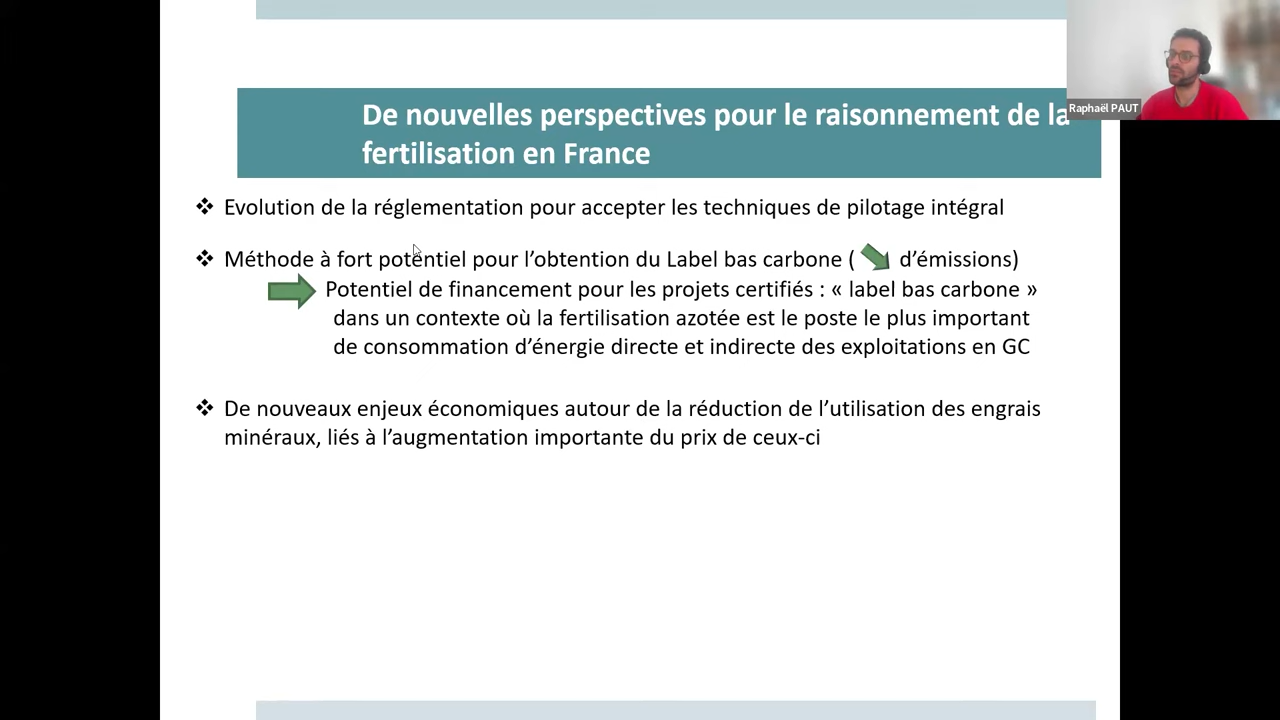 De nouvelles perspectives pour le raisonnement de la
fertilisation en France
Raphaël PAUT
❖ Evolution de la réglementation pour accepter les techniques de pilotage intégral
❖ Méthode à fort potentiel pour l’obtention du Label bas carbone ( d’émissions)
Potentiel de financement pour les projets certifiés : « label bas carbone »
dans un contexte où la fertilisation azotée est le poste le plus important
de consommation d’énergie directe et indirecte des exploitations en GC
❖ De nouveaux enjeux économiques autour de la réduction de l’utilisation des engrais
minéraux, liés à l’augmentation importante du prix de ceux-ci